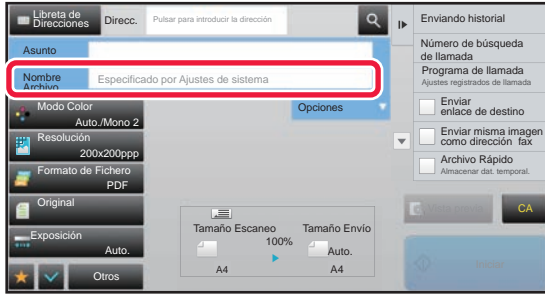 Libreta de
Direcciones
Direcc.
Pulsar para introducir la dirección
Asunto
Nombre
Archivo
Especificado por Ajustes de sistema
Modo Color
Auto./Mono 2
Opciones
Resolución
200x200ppp
Formato de Fichero
PDF
Original
Exposición
Auto.
Otros
Tamaño Escaneo
Tamaño Envío
100%
Auto.
A4
A4
Enviando historial
Número de búsqueda
de llamada
Programa de llamada
Ajustes registrados de llamada
Enviar
enlace de destino
Enviar misma imagen
como dirección fax
Archivo Rápido
Almacenar dat. temporal.
CA